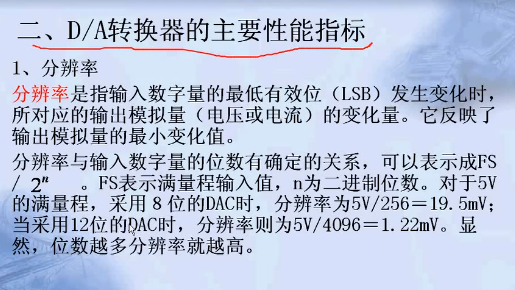 二、D/A转换器的主要性能指标
1、分辨率
分辨率是指输入数字量的最低有效位（LSB）发生变化时，
所对应的输出模拟量（电压或电流）的变化量。它反映了
输出模拟量的最小变化值。
分辨率与输入数字量的位数有确定的关系，可以表示成FS
/ 2ⁿ 。FS表示满量程输入值，n为二进制位数。对于5V
的满量程，采用８位的DAC时，分辨率为5V/256＝19.5mV；
当采用12位的DAC时，分辨率则为5V/4096＝1.22mV。显
然，位数越多分辨率就越高。